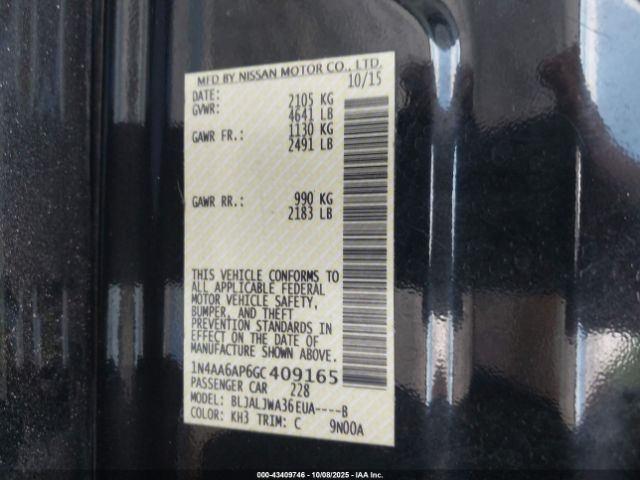 MFD BY NISSAN MOTOR CO., LTD.
DATE: 10/15
GVWR: 2105 KG
4641 LB
GAWR FR.: 1130 KG
2491 LB
GAWR RR.: 990 KG
2183 LB
THIS VEHICLE CONFORMS TO
ALL APPLICABLE FEDERAL
MOTOR VEHICLE SAFETY,
BUMPER, AND THEFT
PREVENTION STANDARDS IN
EFFECT ON THE DATE OF
MANUFACTURE SHOWN ABOVE.
1N4AA6AP6GC409165
PASSENGER CAR 228
MODEL: BLJALJWA36EUA----B
COLOR: KH3 TRIM: C 9N00A
000-43409746 - 10/08/2025 - IAA Inc.